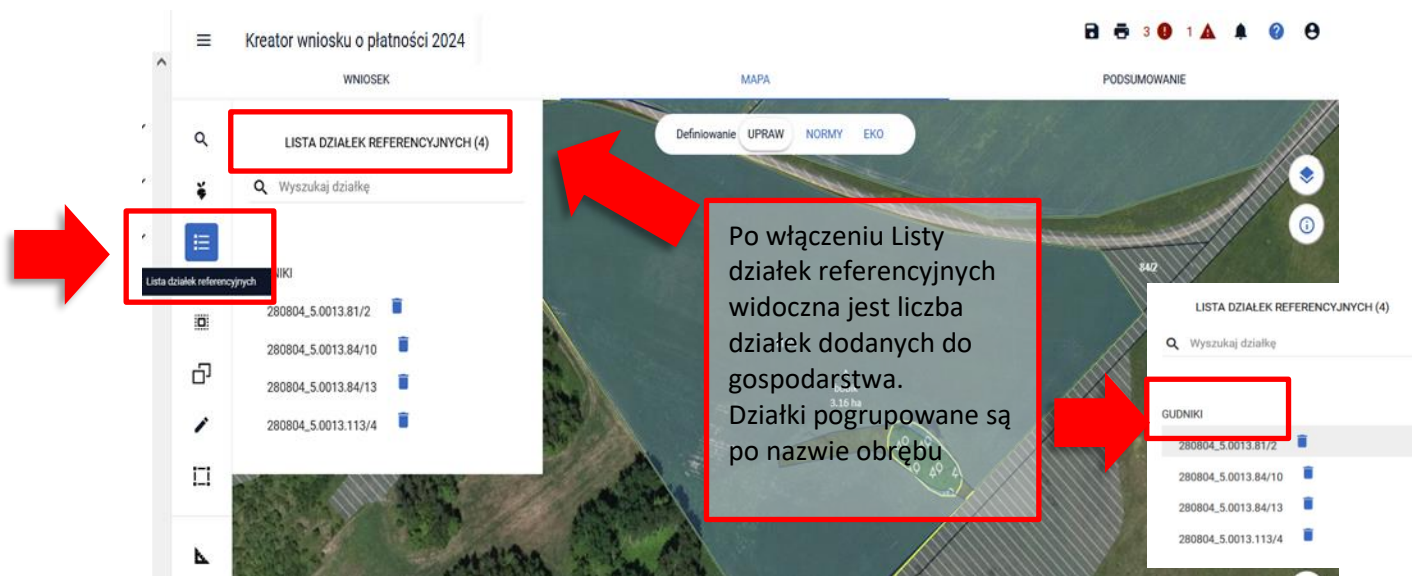 Kreator wniosku o płatności 2024
3
1
WNIOSEK
MAPA
PODSUMOWANIE
LISTA DZIAŁEK REFERENCYJNYCH (4)
Wyszukaj działkę
Lista działek referencyjnych
NIKI
280804_5.0013.81/2
280804_5.0013.84/10
280804_5.0013.84/13
280804_5.0013.113/4
Definiowanie UPRAW NORMY EKO
Po włączeniu Listy
działek referencyjnych
widoczna jest liczba
działek dodanych do
gospodarstwa.
Działki pogrupowane są
po nazwie obrębu
3.16 ha
84/2
LISTA DZIAŁEK REFERENCYJNYCH (4)
Wyszukaj działkę
GUDNIKI
280804_5.0013.81/2
280804_5.0013.84/10
280804_5.0013.84/13
280804_5.0013.113/4